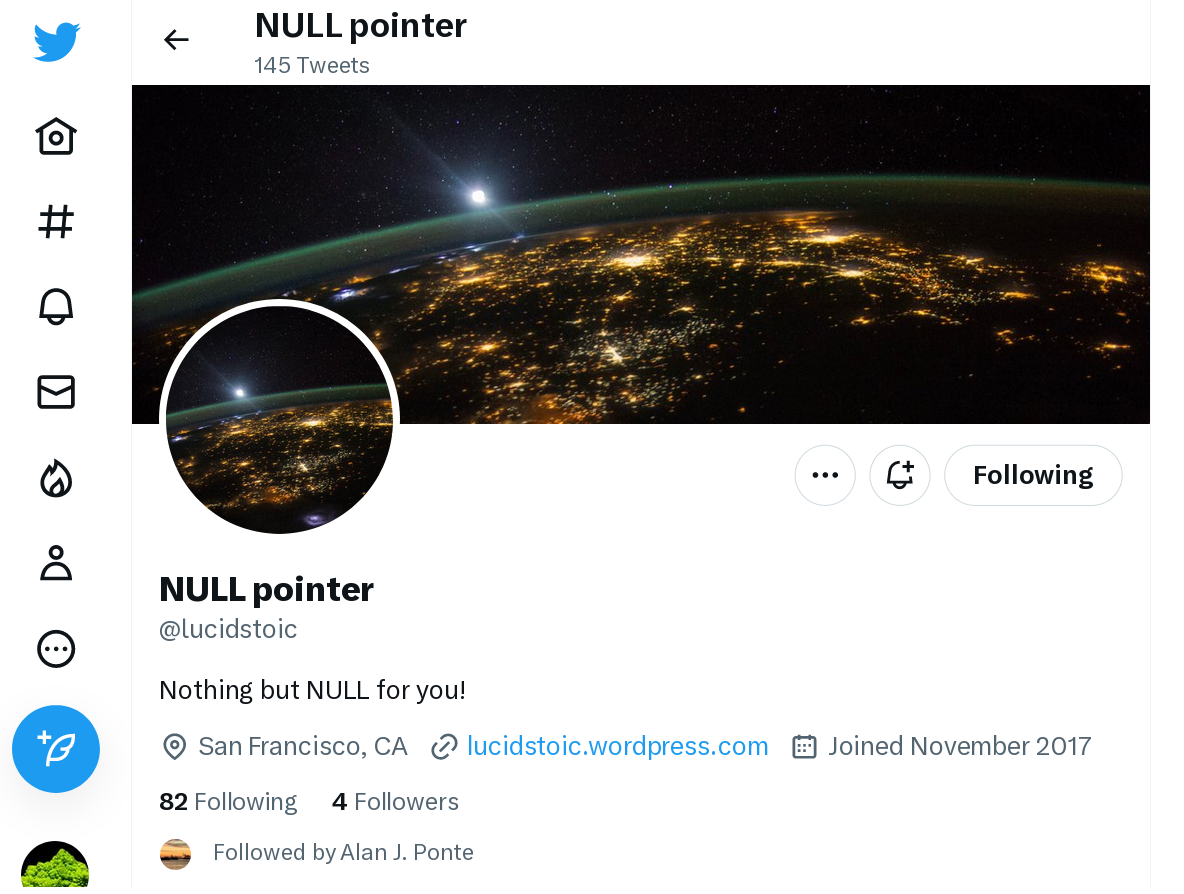 NULL pointer
145 Tweets
Following
NULL pointer
@lucidstoic
Nothing but NULL for you!
San Francisco, CA lucidstoic.wordpress.com Joined November 2017
82 Following 4 Followers
Followed by Alan J. Ponte